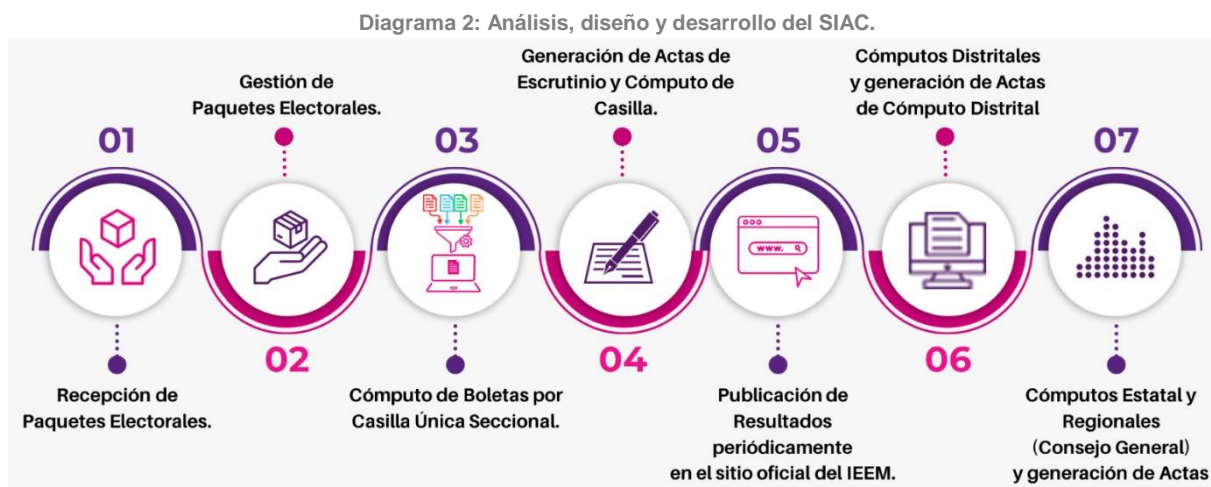 Diagrama 2: Análisis, diseño y desarrollo del SIAC.
01
Recepción de
Paquetes Electorales.
Gestión de
Paquetes Electorales.
02
03
Cómputo de Boletas por
Casilla Única Seccional.
Generación de Actas de
Escrutinio y Cómputo de
Casilla.
04
05
www.
Publicación de
Resultados
periódicamente
en el sitio oficial del IEEM.
Cómputos Distritales
y generación de Actas
de Cómputo Distrital
06
07
Cómputos Estatal y
Regionales
(Consejo General)
y generación de Actas